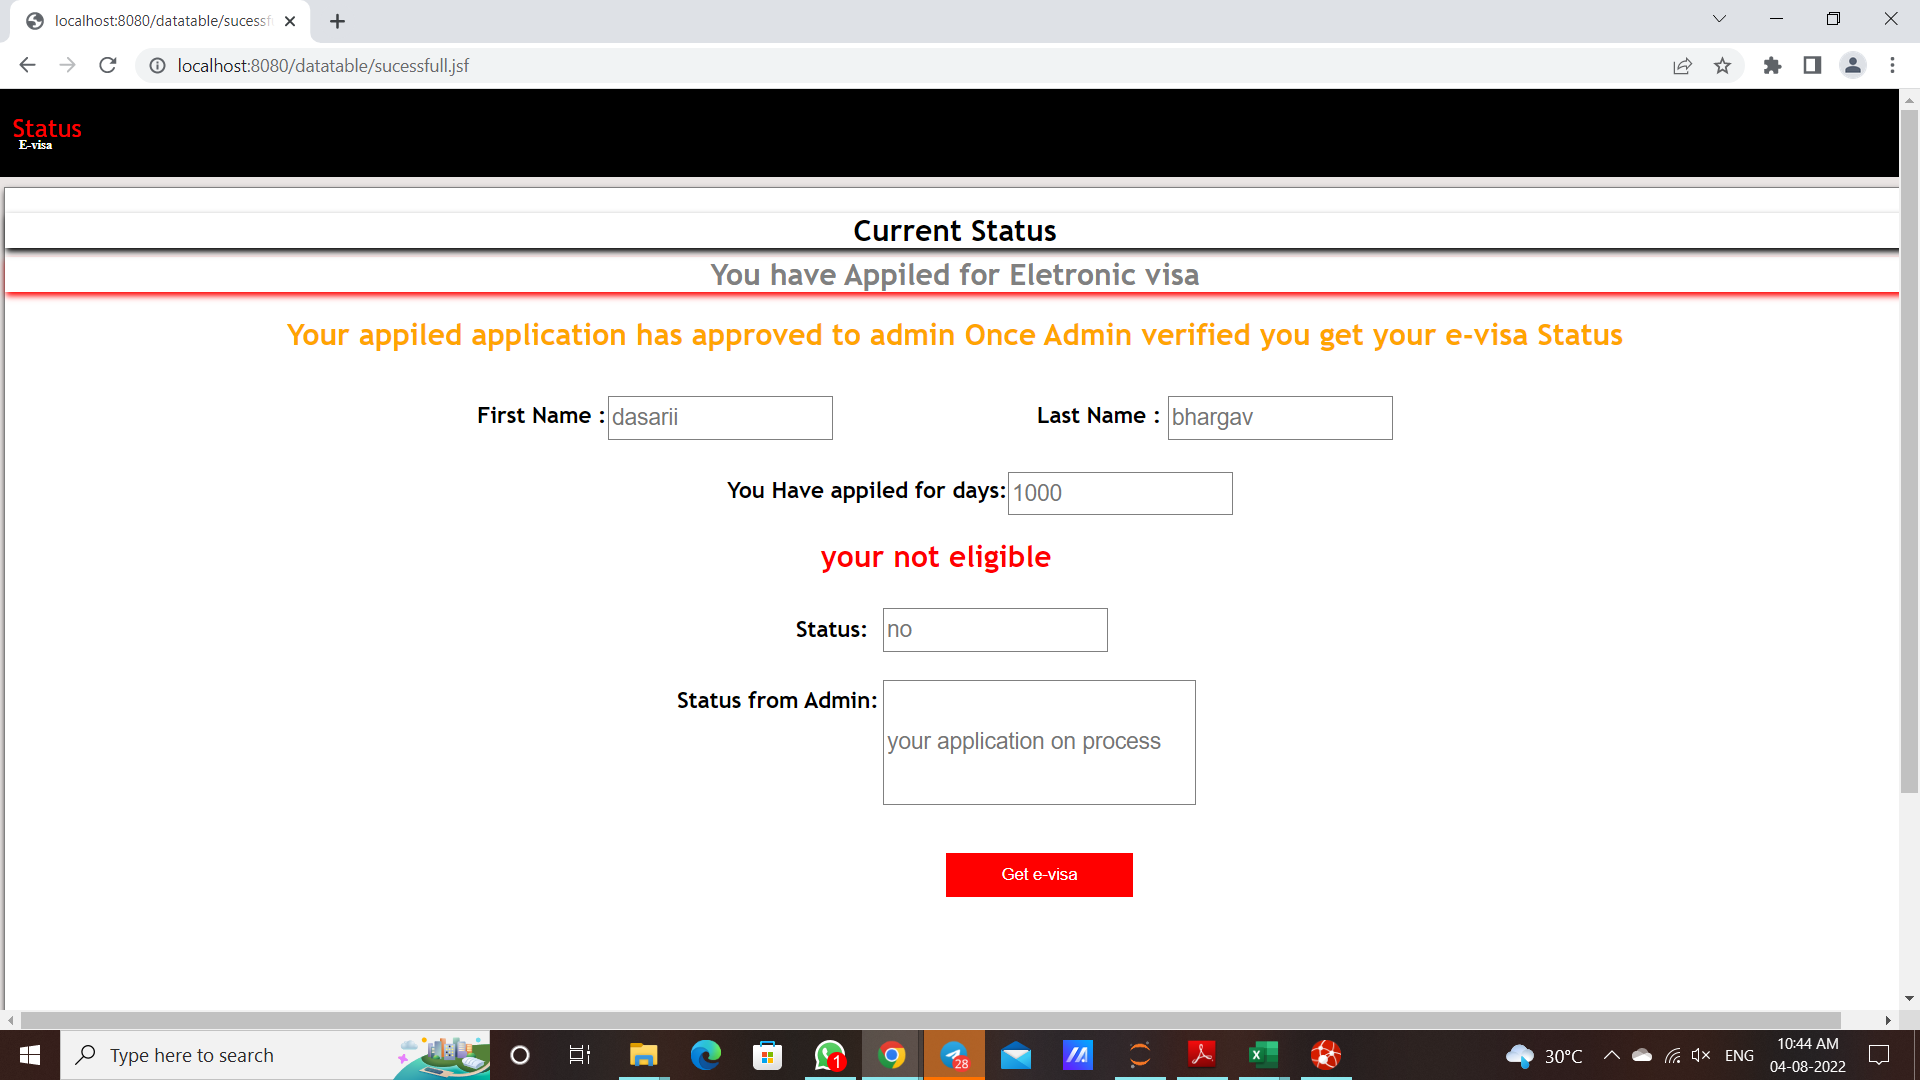 localhost:8080/datatable/sucessf
localhost:8080/datatable/sucessfull.jsf
Status
E-visa
Current Status
You have Appiled for Eletronic visa
Your appiled application has approved to admin Once Admin verified you get your e-visa Status
First Name : dasarii Last Name : bhargav
You Have appiled for days: 1000
your not eligible
Status: no
Status from Admin: your application on process
Get e-visa
Type here to search
1
28
30°C
ENG
10:44 AM
04-08-2022